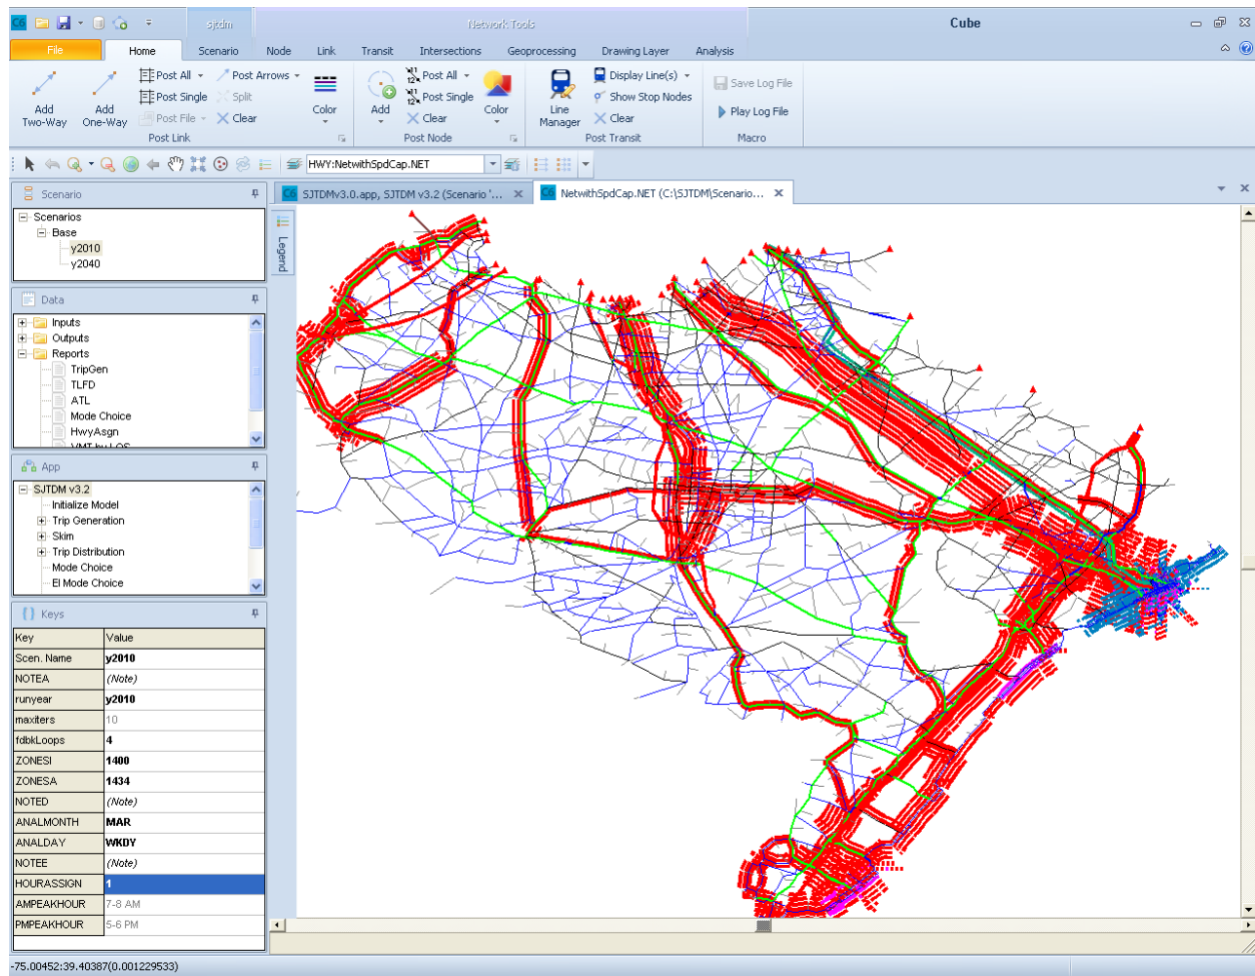 C6 sjtdm Network Tools Cube
File Home Scenario Node Link Transit Intersections Geoprocessing Drawing Layer Analysis
Add Two-Way
Add One-Way
Post All
Post Single
Post File
Post Arrows
Split
Clear
Color
Post Link
Add
Post All
Post Single
Clear
Color
Post Node
Line Manager
Display Line(s)
Show Stop Nodes
Clear
Post Transit
Save Log File
Play Log File
Macro
HWY:NetwithSpdCap.NET
Scenario
Scenarios
Base
y2010
y2040
Data
Inputs
Outputs
Reports
TripGen
TLFD
ATL
Mode Choice
HwyAsgn
VMT by LOS
App
SJTDM v3.2
Initialize Model
Trip Generation
Skim
Trip Distribution
Mode Choice
EI Mode Choice
Keys
Key Value
Scen. Name y2010
NOTEA (Note)
runyear y2010
maxiters 10
fdbkLoops 4
ZONESI 1400
ZONESA 1434
NOTED (Note)
ANALMONTH MAR
ANALDAY WKDY
NOTEE (Note)
HOURASSIGN 1
AMPEAKHOUR 7-8 AM
PMPEAKHOUR 5-6 PM
SJTDMv3.0.app, SJTDM v3.2 (Scenario '...
NetwithSpdCap.NET (C:\SJTDM\Scenario...
Legend
-75.00452:39.40387(0.001229533)